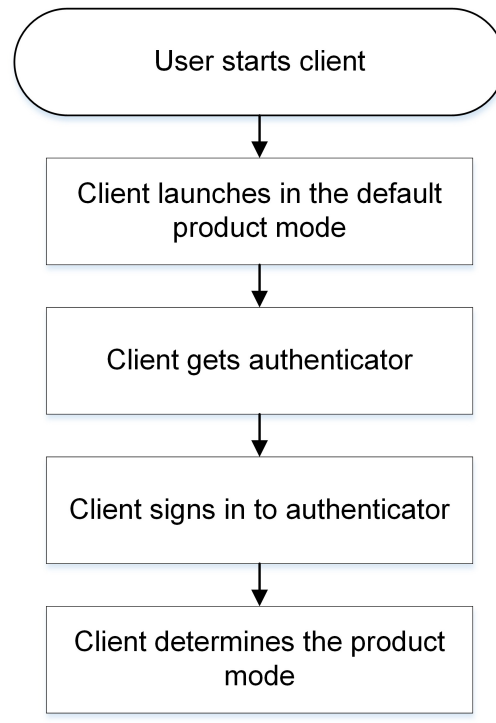 User starts client
Client launches in the default
product mode
Client gets authenticator
Client signs in to authenticator
Client determines the product
mode